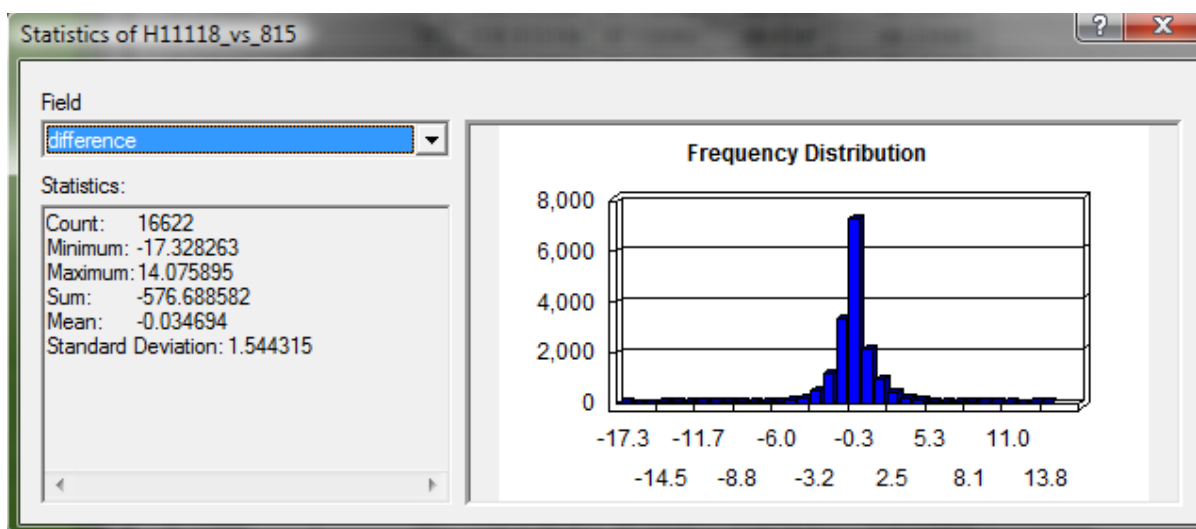 Statistics of H11118_vs_815
?
X
Field
difference
Statistics:
Count: 16622
Minimum: -17.328263
Maximum: 14.075895
Sum: -576.688582
Mean: -0.034694
Standard Deviation: 1.544315
Frequency Distribution
8,000
6,000
4,000
2,000
0
-17.3 -11.7 -6.0 -0.3 5.3 11.0
-14.5 -8.8 -3.2 2.5 8.1 13.8